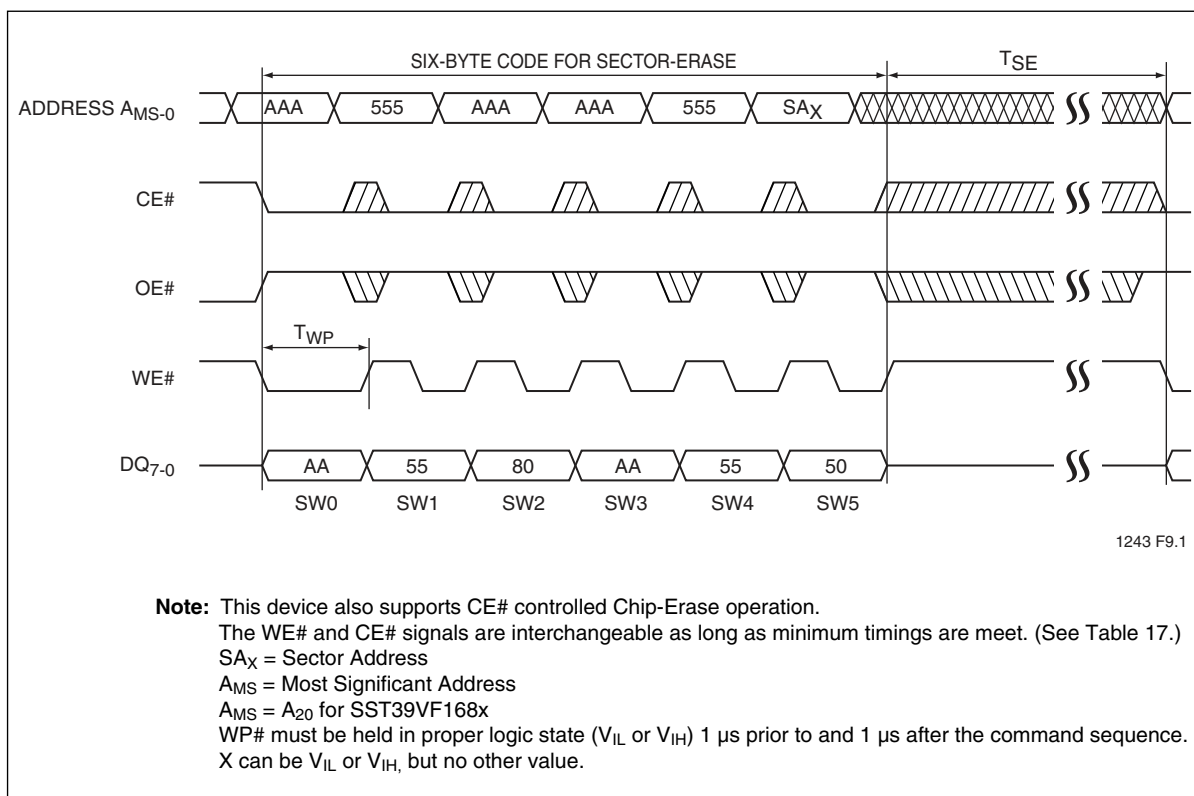 SIX-BYTE CODE FOR SECTOR-ERASE TSE
ADDRESS AMS-0 AAA 555 AAA AAA 555 SAX
CE#
OE#
TWP
WE#
DQ7-0 AA 55 80 AA 55 50
SW0 SW1 SW2 SW3 SW4 SW5
1243 F9.1
Note: This device also supports CE# controlled Chip-Erase operation.
The WE# and CE# signals are interchangeable as long as minimum timings are meet. (See Table 17.)
SAX = Sector Address
AMS = Most Significant Address
AMS = A20 for SST39VF168x
WP# must be held in proper logic state (VIL or VIH) 1 µs prior to and 1 µs after the command sequence.
X can be VIL or VIH, but no other value.